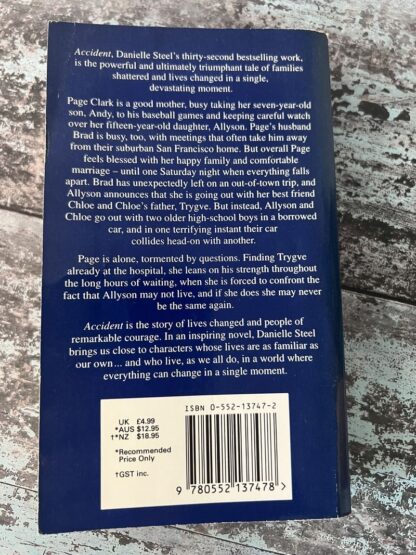 Accident, Danielle Steel's thirty-second bestselling work,
is the powerful and ultimately triumphant tale of families
shattered and lives changed in a single,
devastating moment.
Page Clark is a good mother, busy taking her seven-year-old
son, Andy, to his baseball games and keeping careful watch
over her fifteen-year-old daughter, Allyson. Page's husband
Brad is busy, too, with meetings that often take him away
from their suburban San Francisco home. But overall Page
feels blessed with her happy family and comfortable
marriage – until one Saturday night when everything falls
apart. Brad has unexpectedly left on an out-of-town trip, and
Allyson announces that she is going out with her best friend
Chloe and Chloe's father, Trygve. But instead, Allyson and
Chloe go out with two older high-school boys in a borrowed
car, and in one terrifying instant their car
collides head-on with another.
Page is alone, tormented by questions. Finding Trygve
already at the hospital, she leans on his strength throughout
the long hours of waiting, when she is forced to confront the
fact that Allyson may not live, and if she does she may never
be the same again.
Accident is the story of lives changed and people of
remarkable courage. In an inspiring novel, Danielle Steel
brings us close to characters whose lives are as familiar as
our own... and who live, as we all do, in a world where
everything can change in a single moment.
ISBN 0-552-13747-2
UK £4.99
*AUS $12.95
†*NZ $18.95
*Recommended
Price Only
†GST inc.
9 780552 137478 >